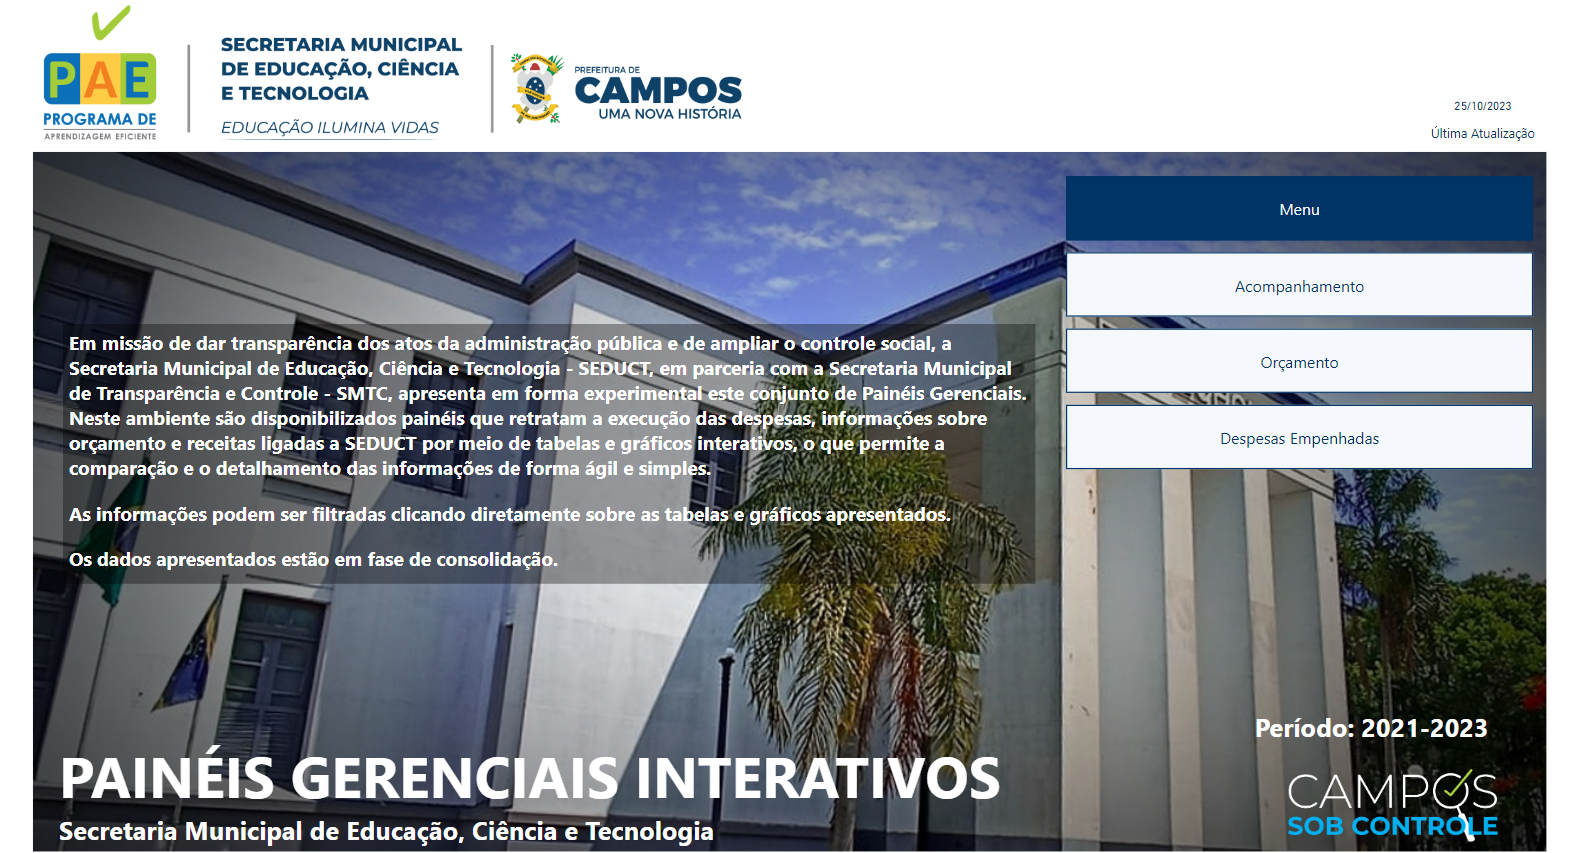 PAE
PROGRAMA DE
APRENDIZAGEM EFICIENTE
SECRETARIA MUNICIPAL
DE EDUCAÇÃO, CIÊNCIA
E TECNOLOGIA
EDUCAÇÃO ILUMINA VIDAS
PREFEITURA DE
CAMPOS
UMA NOVA HISTÓRIA
25/10/2023
Última Atualização
Menu
Acompanhamento
Orçamento
Despesas Empenhadas
Em missão de dar transparência dos atos da administração pública e de ampliar o controle social, a
Secretaria Municipal de Educação, Ciência e Tecnologia - SEDUCT, em parceria com a Secretaria Municipal
de Transparência e Controle - SMTC, apresenta em forma experimental este conjunto de Painéis Gerenciais.
Neste ambiente são disponibilizados painéis que retratam a execução das despesas, informações sobre
orçamento e receitas ligadas a SEDUCT por meio de tabelas e gráficos interativos, o que permite a
comparação e o detalhamento das informações de forma ágil e simples.
As informações podem ser filtradas clicando diretamente sobre as tabelas e gráficos apresentados.
Os dados apresentados estão em fase de consolidação.
Período: 2021-2023
PAINÉIS GERENCIAIS INTERATIVOS
Secretaria Municipal de Educação, Ciência e Tecnologia
CAMPOS
SOB CONTROLE